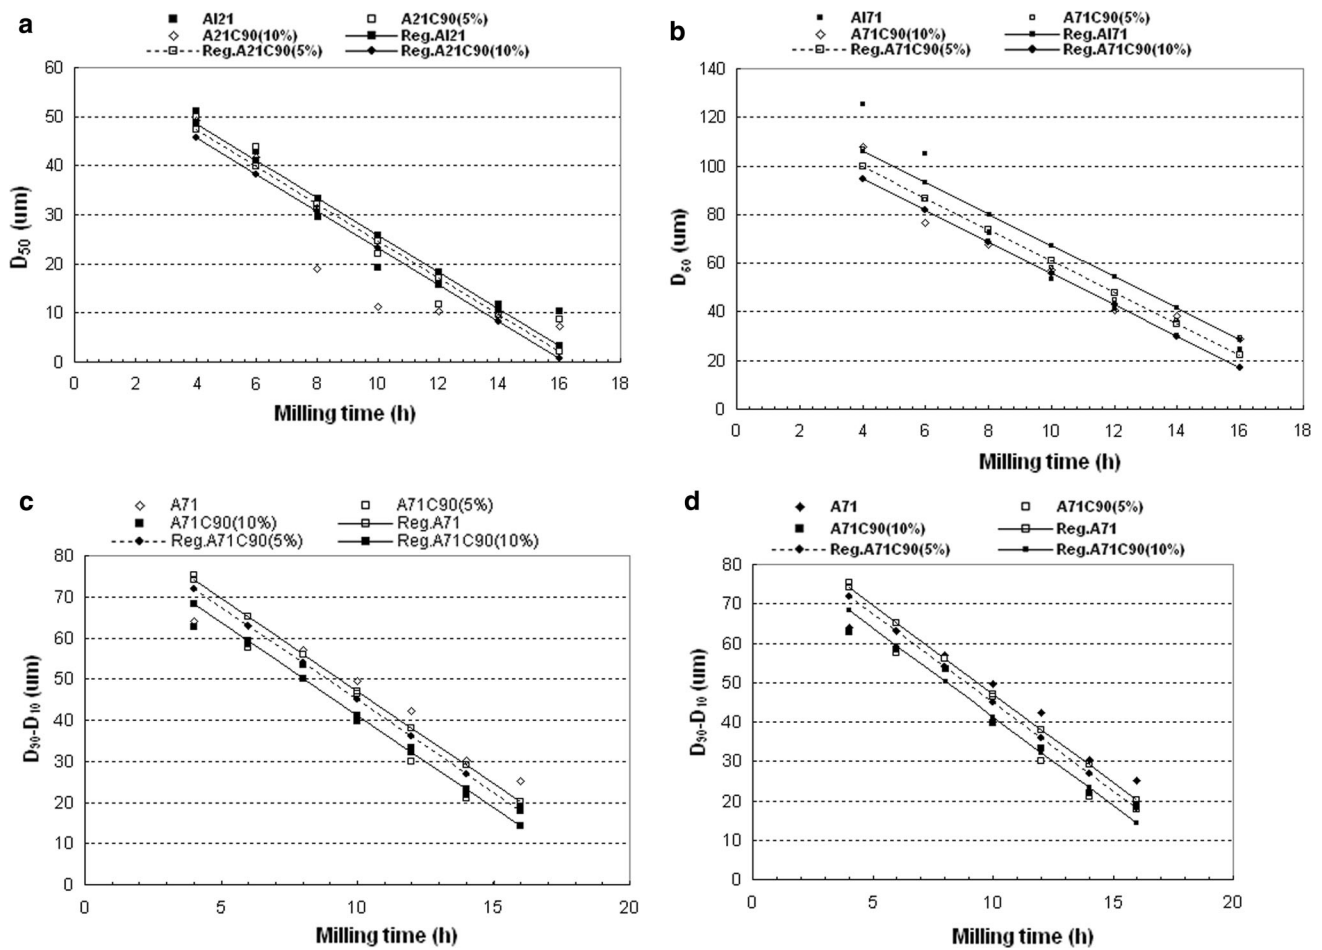 a
Al21 A21C90(5%)
A21C90(10%) Reg.Al21
Reg.A21C90(5%) Reg.A21C90(10%)
60
50
40
30
20
10
0
D50 (um)
0 2 4 6 8 10 12 14 16 18
Milling time (h)
b
Al71 A71C90(5%)
A71C90(10%) Reg.Al71
Reg.A71C90(5%) Reg.A71C90(10%)
140
120
100
80
60
40
20
0
D60 (um)
0 2 4 6 8 10 12 14 16 18
Milling time (h)
c
A71 A71C90(5%)
A71C90(10%) Reg.A71
Reg.A71C90(5%) Reg.A71C90(10%)
80
70
60
50
40
30
20
10
0
D90-D10 (um)
0 5 10 15 20
Milling time (h)
d
A71 A71C90(5%)
A71C90(10%) Reg.A71
Reg.A71C90(5%) Reg.A71C90(10%)
80
70
60
50
40
30
20
10
0
D90-D10 (um)
0 5 10 15 20
Milling time (h)